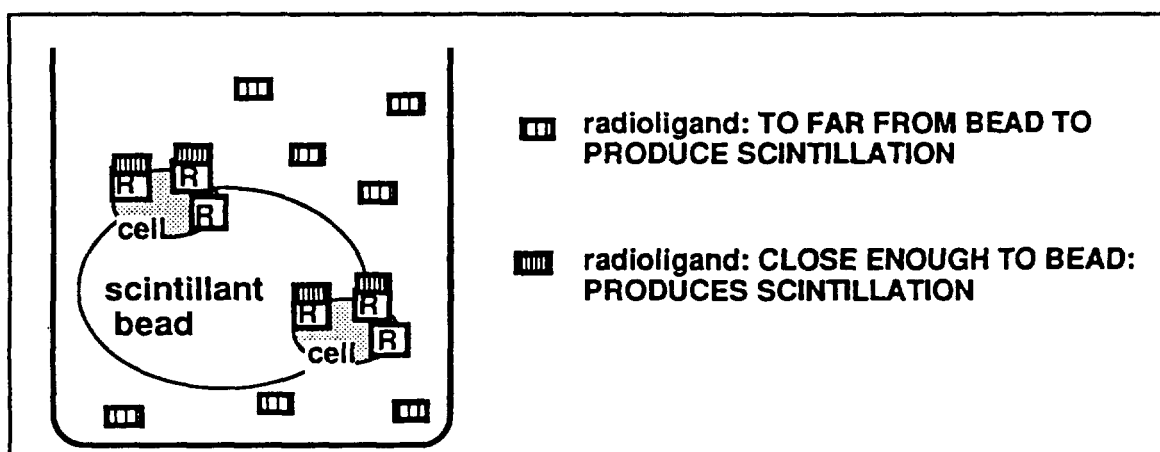 R
R
R
cell
scintillant
bead
R
R
R
cell
radioligand: TO FAR FROM BEAD TO
PRODUCE SCINTILLATION
radioligand: CLOSE ENOUGH TO BEAD:
PRODUCES SCINTILLATION